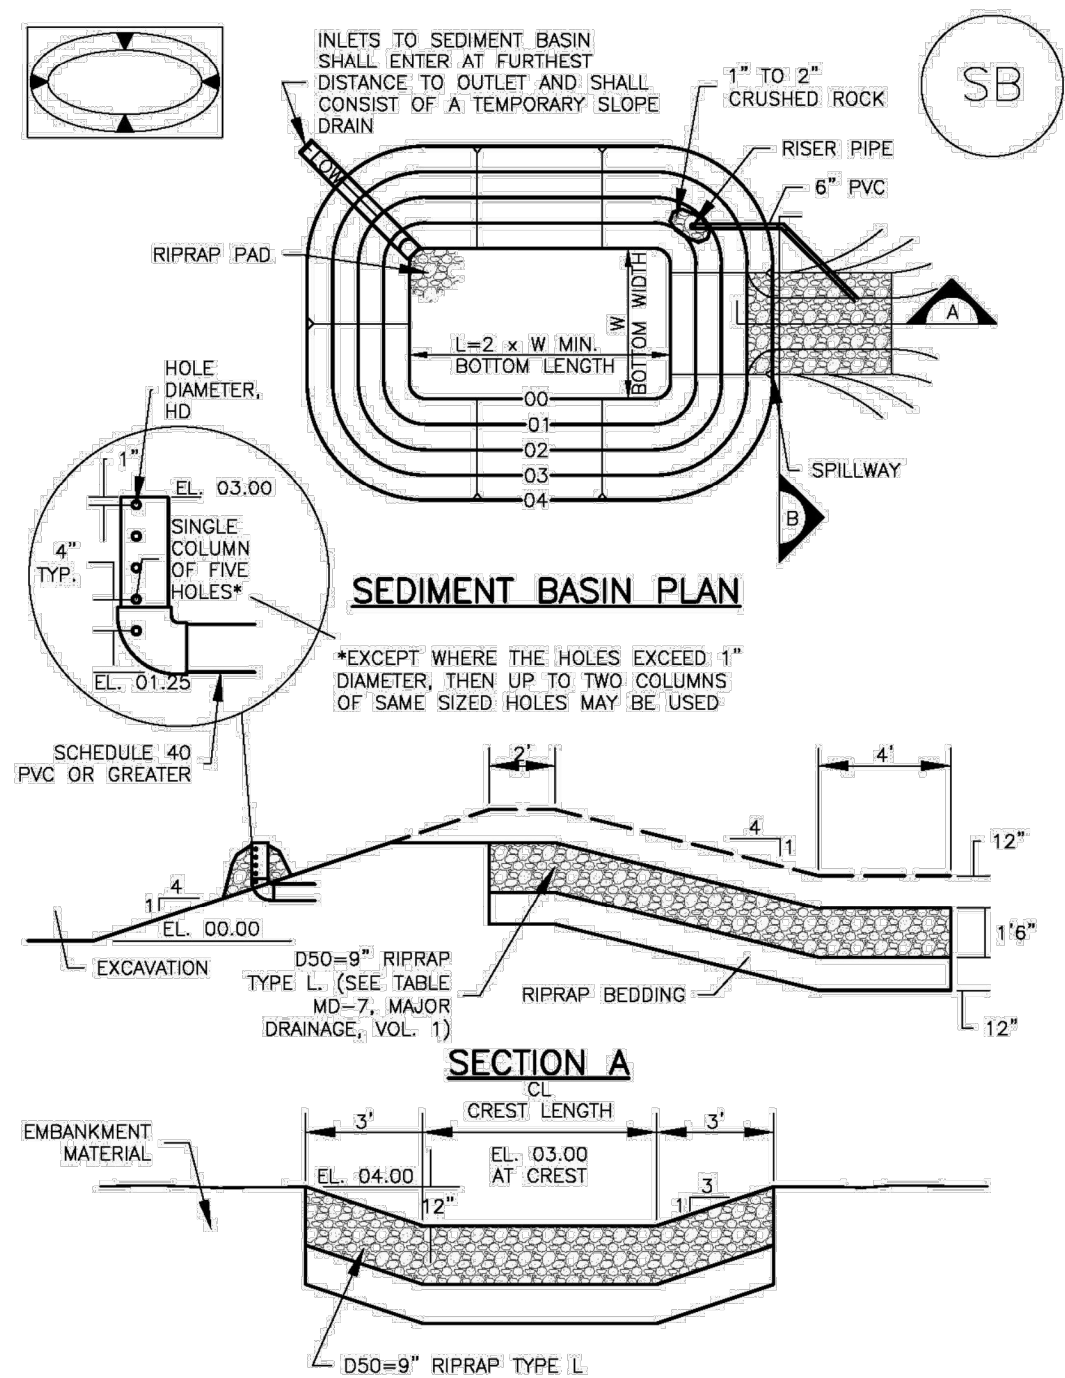 INLETS TO SEDIMENT BASIN
SHALL ENTER AT FURTHEST
DISTANCE TO OUTLET AND SHALL
CONSIST OF A TEMPORARY SLOPE
DRAIN
SB
1" TO 2"
CRUSHED ROCK
RISER PIPE
6" PVC
FLOW
RIPRAP PAD
BOTTOM WIDTH
W
A
L=2 x W MIN.
BOTTOM LENGTH
00
01
02
03
04
SPILLWAY
B
HOLE
DIAMETER,
HD
1"
EL. 03.00
4"
TYP.
SINGLE
COLUMN
OF FIVE
HOLES*
EL. 01.25
SEDIMENT BASIN PLAN
*EXCEPT WHERE THE HOLES EXCEED 1"
DIAMETER, THEN UP TO TWO COLUMNS
OF SAME SIZED HOLES MAY BE USED
SCHEDULE 40
PVC OR GREATER
2'
4'
4
1
12"
4
1
EL. 00.00
EXCAVATION
1'6"
D50=9" RIPRAP
TYPE L. (SEE TABLE
MD-7, MAJOR
DRAINAGE, VOL. 1)
RIPRAP BEDDING
12"
SECTION A
CL
CREST LENGTH
3'
3'
EMBANKMENT
MATERIAL
EL. 04.00
EL. 03.00
AT CREST
12"
3
1
D50=9" RIPRAP TYPE L